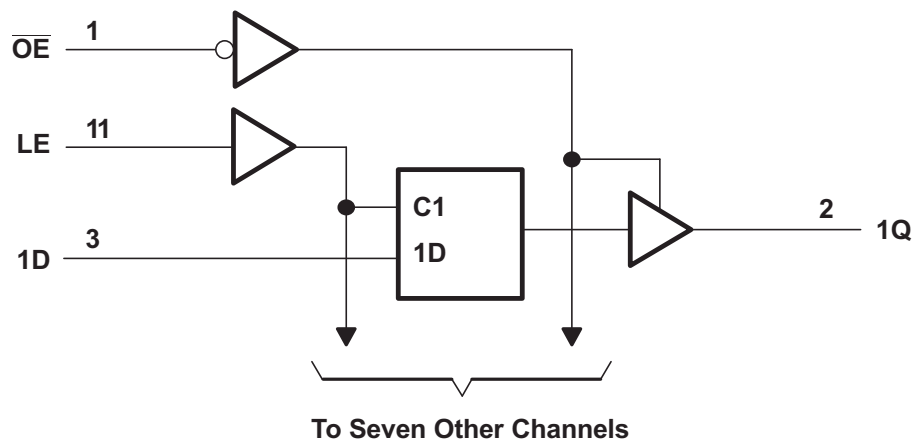 OE 1
LE 11
C1
1D 3 1D
2 1Q
To Seven Other Channels